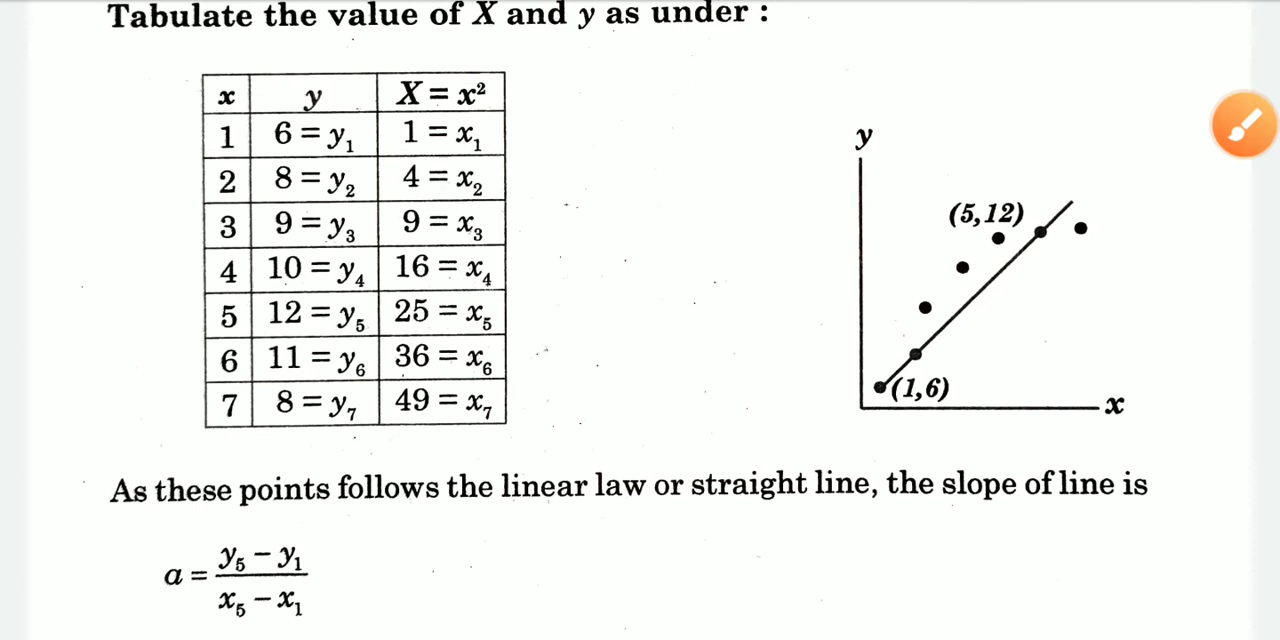 Tabulate the value of X and y as under :
x y X = x²
1 6 = y₁ 1 = x₁
2 8 = y₂ 4 = x₂
3 9 = y₃ 9 = x₃
4 10 = y₄ 16 = x₄
5 12 = y₅ 25 = x₅
6 11 = y₆ 36 = x₆
7 8 = y₇ 49 = x₇
y
(5,12)
(1,6)
x
As these points follows the linear law or straight line, the slope of line is
a = y₅ − y₁
x₅ − x₁